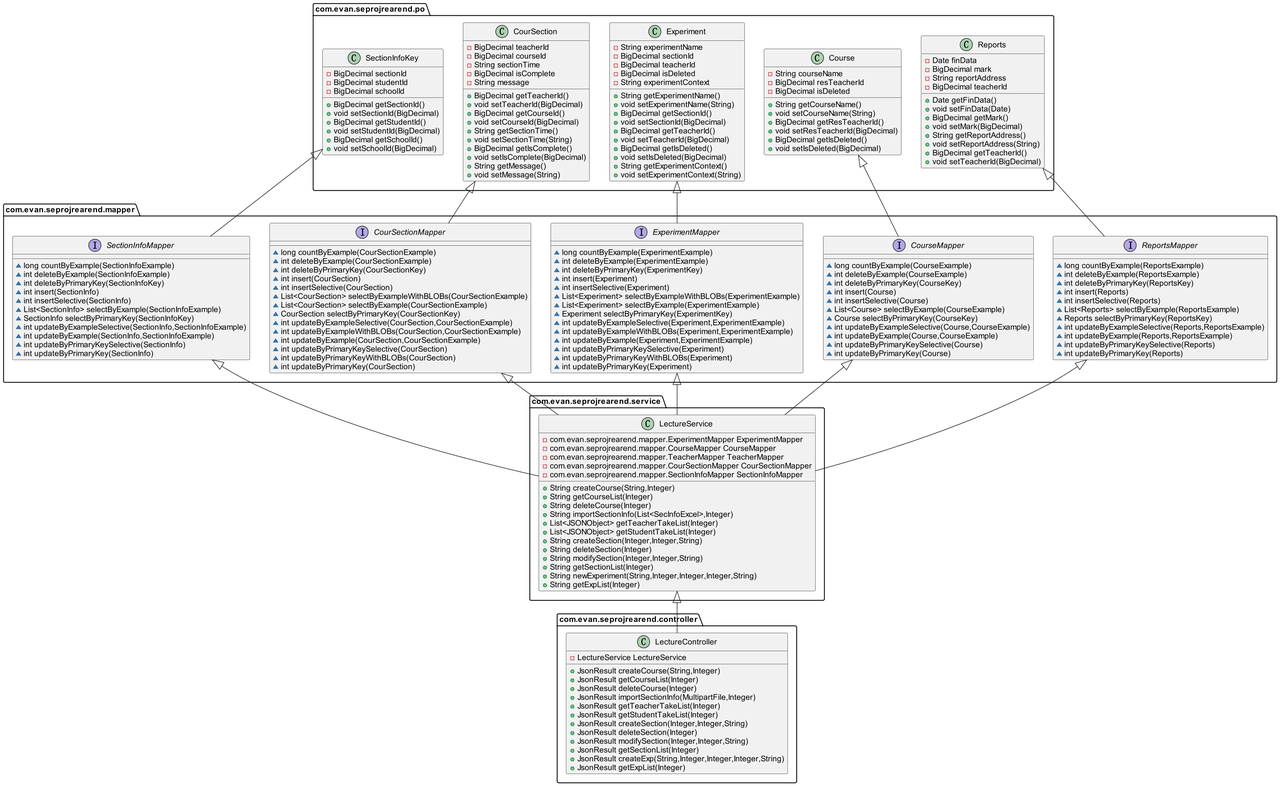 com.evan.seprojrearend.po
C SectionInfoKey
BigDecimal sectionId
BigDecimal studentId
BigDecimal schoolId
BigDecimal getSectionId()
void setSectionId(BigDecimal)
BigDecimal getStudentId()
void setStudentId(BigDecimal)
BigDecimal getSchoolId()
void setSchoolId(BigDecimal)
C CourSection
BigDecimal teacherId
BigDecimal courseId
String sectionTime
BigDecimal isComplete
String message
BigDecimal getTeacherId()
void setTeacherId(BigDecimal)
BigDecimal getCourseId()
void setCourseId(BigDecimal)
String getSectionTime()
void setSectionTime(String)
BigDecimal getIsComplete()
void setIsComplete(BigDecimal)
String getMessage()
void setMessage(String)
C Experiment
String experimentName
BigDecimal sectionId
BigDecimal teacherId
BigDecimal isDeleted
String experimentContext
String getExperimentName()
void setExperimentName(String)
BigDecimal getSectionId()
void setSectionId(BigDecimal)
BigDecimal getTeacherId()
void setTeacherId(BigDecimal)
BigDecimal getIsDeleted()
void setIsDeleted(BigDecimal)
String getExperimentContext()
void setExperimentContext(String)
C Course
String courseName
BigDecimal resTeacherId
BigDecimal isDeleted
String getCourseName()
void setCourseName(String)
BigDecimal getResTeacherId()
void setResTeacherId(BigDecimal)
BigDecimal getIsDeleted()
void setIsDeleted(BigDecimal)
C Reports
Date finData
BigDecimal mark
String reportAddress
BigDecimal teacherId
Date getFinData()
void setFinData(Date)
BigDecimal getMark()
void setMark(BigDecimal)
String getReportAddress()
void setReportAddress(String)
BigDecimal getTeacherId()
void setTeacherId(BigDecimal)
com.evan.seprojrearend.mapper
I SectionInfoMapper
long countByExample(SectionInfoExample)
int deleteByExample(SectionInfoExample)
int deleteByPrimaryKey(SectionInfoKey)
int insert(SectionInfo)
int insertSelective(SectionInfo)
List<SectionInfo> selectByExample(SectionInfoExample)
SectionInfo selectByPrimaryKey(SectionInfoKey)
int updateByExampleSelective(SectionInfo,SectionInfoExample)
int updateByExample(SectionInfo,SectionInfoExample)
int updateByPrimaryKeySelective(SectionInfo)
int updateByPrimaryKey(SectionInfo)
I CourSectionMapper
long countByExample(CourSectionExample)
int deleteByExample(CourSectionExample)
int deleteByPrimaryKey(CourSectionKey)
int insert(CourSection)
int insertSelective(CourSection)
List<CourSection> selectByExampleWithBLOBs(CourSectionExample)
List<CourSection> selectByExample(CourSectionExample)
CourSection selectByPrimaryKey(CourSectionKey)
int updateByExampleSelective(CourSection,CourSectionExample)
int updateByExampleWithBLOBs(CourSection,CourSectionExample)
int updateByExample(CourSection,CourSectionExample)
int updateByPrimaryKeySelective(CourSection)
int updateByPrimaryKeyWithBLOBs(CourSection)
int updateByPrimaryKey(CourSection)
I ExperimentMapper
long countByExample(ExperimentExample)
int deleteByExample(ExperimentExample)
int deleteByPrimaryKey(ExperimentKey)
int insert(Experiment)
int insertSelective(Experiment)
List<Experiment> selectByExampleWithBLOBs(ExperimentExample)
List<Experiment> selectByExample(ExperimentExample)
Experiment selectByPrimaryKey(ExperimentKey)
int updateByExampleSelective(Experiment,ExperimentExample)
int updateByExampleWithBLOBs(Experiment,ExperimentExample)
int updateByExample(Experiment,ExperimentExample)
int updateByPrimaryKeySelective(Experiment)
int updateByPrimaryKeyWithBLOBs(Experiment)
int updateByPrimaryKey(Experiment)
I CourseMapper
long countByExample(CourseExample)
int deleteByExample(CourseExample)
int deleteByPrimaryKey(CourseKey)
int insert(Course)
int insertSelective(Course)
List<Course> selectByExample(CourseExample)
Course selectByPrimaryKey(CourseKey)
int updateByExampleSelective(Course,CourseExample)
int updateByExample(Course,CourseExample)
int updateByPrimaryKeySelective(Course)
int updateByPrimaryKey(Course)
I ReportsMapper
long countByExample(ReportsExample)
int deleteByExample(ReportsExample)
int deleteByPrimaryKey(ReportsKey)
int insert(Reports)
int insertSelective(Reports)
List<Reports> selectByExample(ReportsExample)
Reports selectByPrimaryKey(ReportsKey)
int updateByExampleSelective(Reports,ReportsExample)
int updateByExample(Reports,ReportsExample)
int updateByPrimaryKeySelective(Reports)
int updateByPrimaryKey(Reports)
com.evan.seprojrearend.service
C LectureService
com.evan.seprojrearend.mapper.ExperimentMapper ExperimentMapper
com.evan.seprojrearend.mapper.CourseMapper CourseMapper
com.evan.seprojrearend.mapper.TeacherMapper TeacherMapper
com.evan.seprojrearend.mapper.CourSectionMapper CourSectionMapper
com.evan.seprojrearend.mapper.SectionInfoMapper SectionInfoMapper
String createCourse(String,Integer)
String getCourseList(Integer)
String deleteCourse(Integer)
String importSectionInfo(List<SecInfoExcel>,Integer)
List<JSONObject> getTeacherTakeList(Integer)
List<JSONObject> getStudentTakeList(Integer)
String createSection(Integer,Integer,String)
String deleteSection(Integer)
String modifySection(Integer,Integer,String)
String getSectionList(Integer)
String newExperiment(String,Integer,Integer,Integer,String)
String getExpList(Integer)
com.evan.seprojrearend.controller
C LectureController
LectureService LectureService
JsonResult createCourse(String,Integer)
JsonResult getCourseList(Integer)
JsonResult deleteCourse(Integer)
JsonResult importSectionInfo(MultipartFile,Integer)
JsonResult getTeacherTakeList(Integer)
JsonResult getStudentTakeList(Integer)
JsonResult createSection(Integer,Integer,String)
JsonResult deleteSection(Integer)
JsonResult modifySection(Integer,Integer,String)
JsonResult getSectionList(Integer)
JsonResult createExp(String,Integer,Integer,Integer,String)
JsonResult getExpList(Integer)